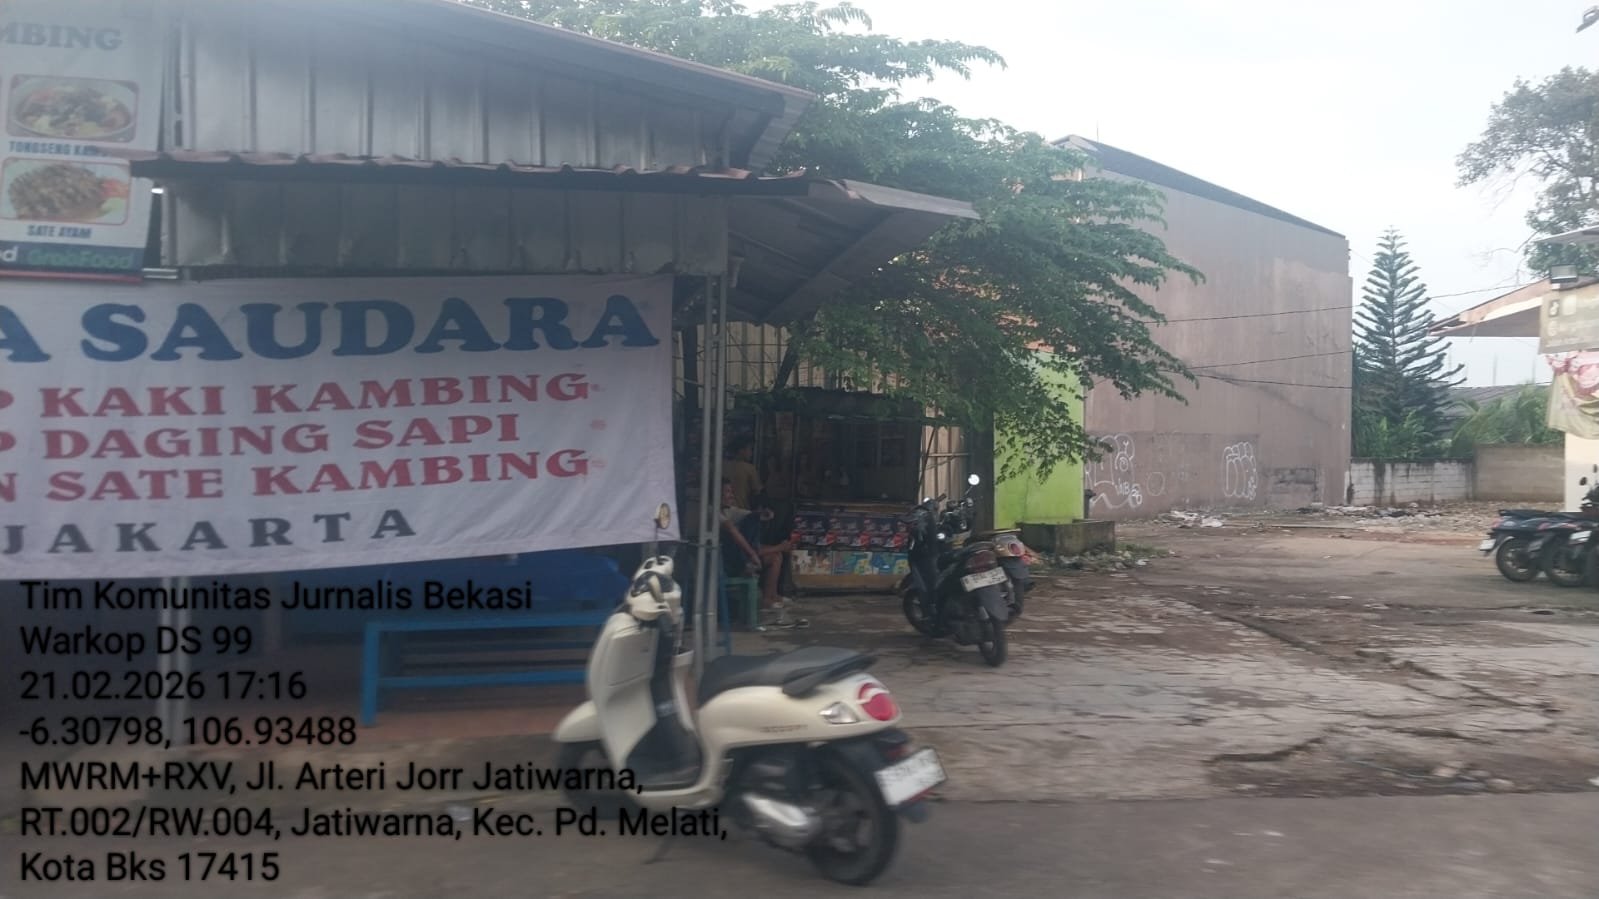 MBING
TONGSENG KAM
SATE AYAM
d GrabFood
A SAUDARA
P KAKI KAMBING
P DAGING SAPI
N SATE KAMBING
JAKARTA
Tim Komunitas Jurnalis Bekasi
Warkop DS 99
21.02.2026 17:16
-6.30798, 106.93488
MWRM+RXV, Jl. Arteri Jorr Jatiwarna,
RT.002/RW.004, Jatiwarna, Kec. Pd. Melati,
Kota Bks 17415